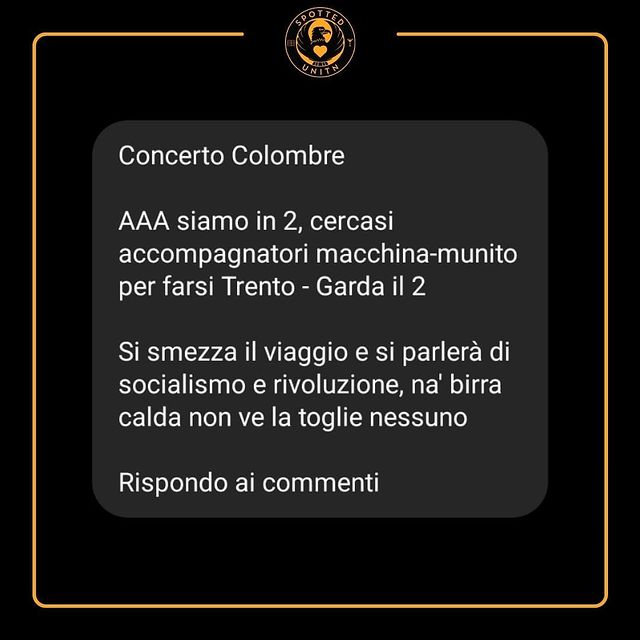 SPOTTED
UNITN
Concerto Colombre
AAA siamo in 2, cercasi
accompagnatori macchina-munito
per farsi Trento - Garda il 2
Si smezza il viaggio e si parlerà di
socialismo e rivoluzione, na' birra
calda non ve la toglie nessuno
Rispondo ai commenti